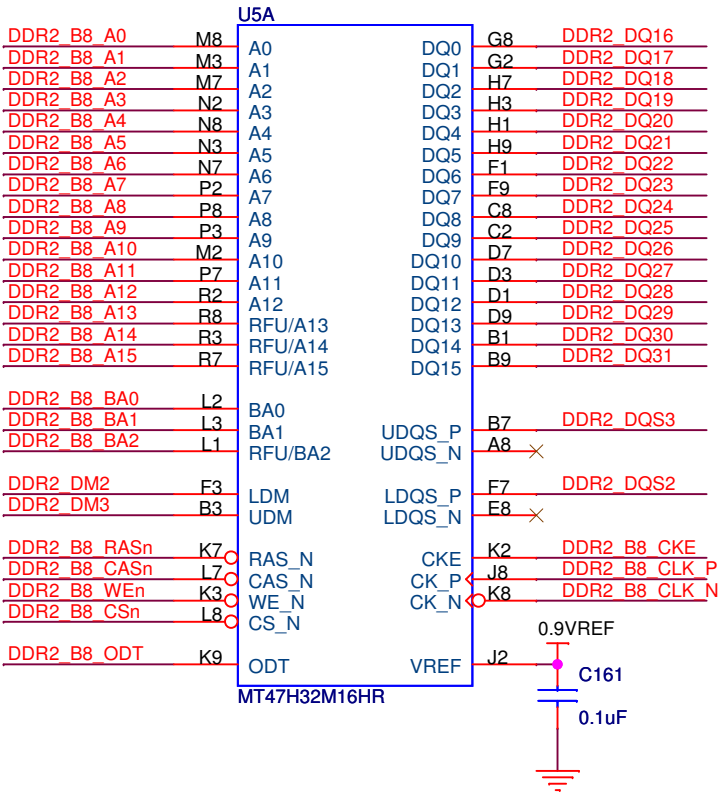 U5A
DDR2_B8_A0 M8 A0 DQ0 G8 DDR2_DQ16
DDR2_B8_A1 M3 A1 DQ1 G2 DDR2_DQ17
DDR2_B8_A2 M7 A2 DQ2 H7 DDR2_DQ18
DDR2_B8_A3 N2 A3 DQ3 H3 DDR2_DQ19
DDR2_B8_A4 N8 A4 DQ4 H1 DDR2_DQ20
DDR2_B8_A5 N3 A5 DQ5 H9 DDR2_DQ21
DDR2_B8_A6 N7 A6 DQ6 F1 DDR2_DQ22
DDR2_B8_A7 P2 A7 DQ7 F9 DDR2_DQ23
DDR2_B8_A8 P8 A8 DQ8 C8 DDR2_DQ24
DDR2_B8_A9 P3 A9 DQ9 C2 DDR2_DQ25
DDR2_B8_A10 M2 A10 DQ10 D7 DDR2_DQ26
DDR2_B8_A11 P7 A11 DQ11 D3 DDR2_DQ27
DDR2_B8_A12 R2 A12 DQ12 D1 DDR2_DQ28
DDR2_B8_A13 R8 RFU/A13 DQ13 D9 DDR2_DQ29
DDR2_B8_A14 R3 RFU/A14 DQ14 B1 DDR2_DQ30
DDR2_B8_A15 R7 RFU/A15 DQ15 B9 DDR2_DQ31
DDR2_B8_BA0 L2 BA0
DDR2_B8_BA1 L3 BA1 UDQS_P B7 DDR2_DQS3
DDR2_B8_BA2 L1 RFU/BA2 UDQS_N A8
DDR2_DM2 F3 LDM LDQS_P F7 DDR2_DQS2
DDR2_DM3 B3 UDM LDQS_N E8
DDR2_B8_RASn K7 RAS_N CKE K2 DDR2_B8_CKE
DDR2_B8_CASn L7 CAS_N CK_P J8 DDR2_B8_CLK_P
DDR2_B8_WEn K3 WE_N CK_N K8 DDR2_B8_CLK_N
DDR2_B8_CSn L8 CS_N
0.9VREF
DDR2_B8_ODT K9 ODT VREF J2
C161
MT47H32M16HR
0.1uF